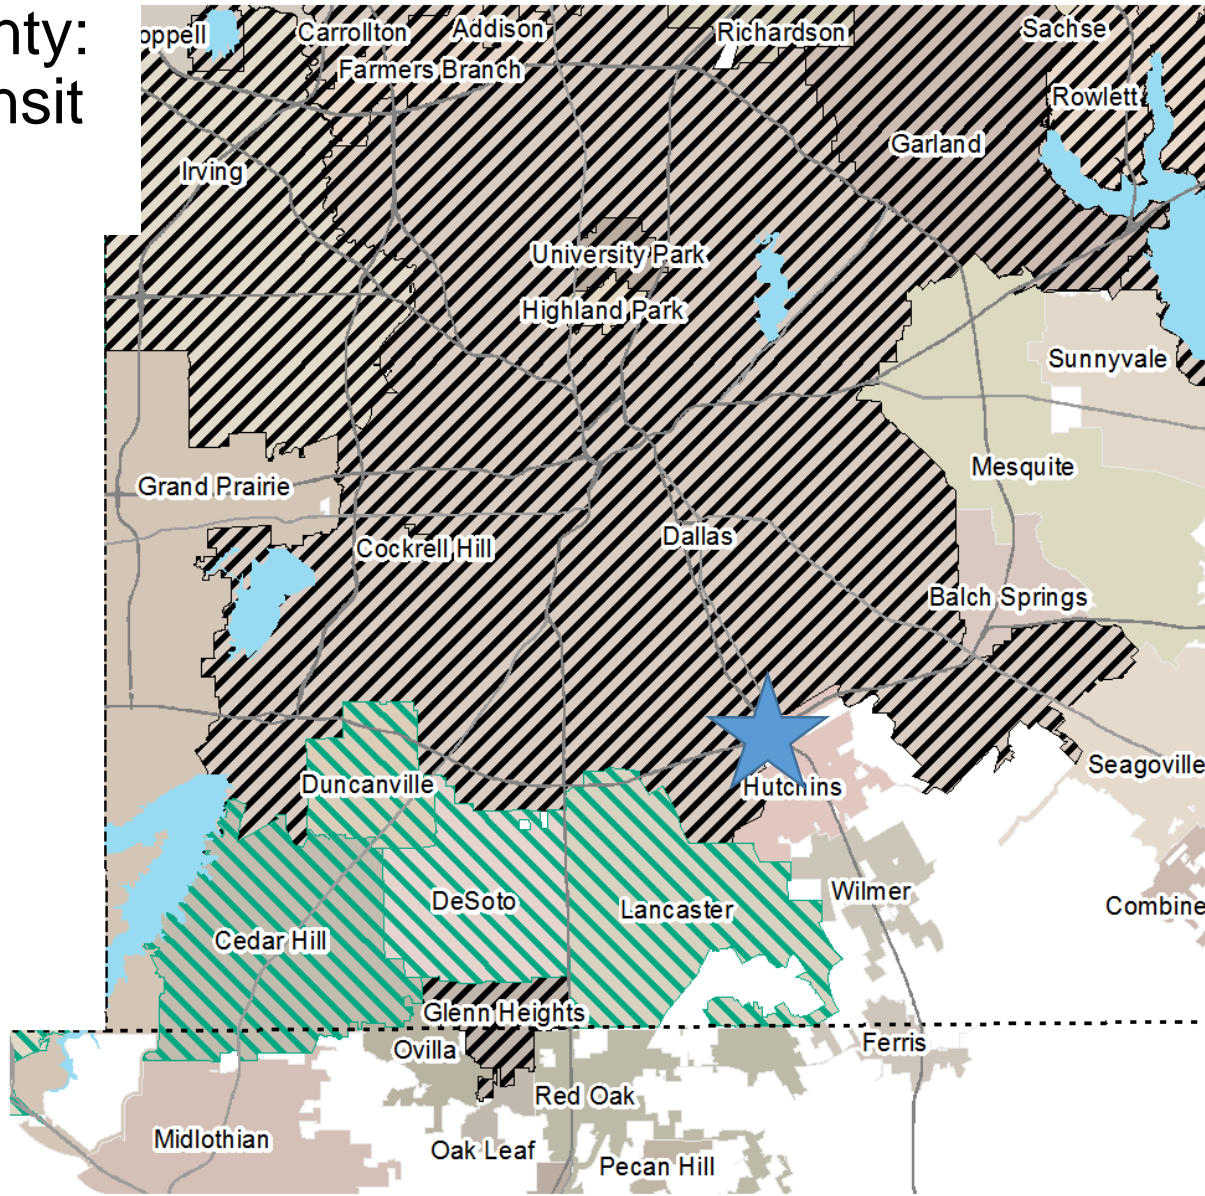 nty:
nsit
oppell
Carrollton
Addison
Richardson
Sachse
Farmers Branch
Rowlett
Garland
Irving
University Park
Highland Park
Sunnyvale
Mesquite
Grand Prairie
Dallas
Cockrell Hill
Balch Springs
Seagoville
Duncanville
Hutchins
Wilmer
DeSoto
Lancaster
Combine
Cedar Hill
Glenn Heights
Ovilla
Ferris
Red Oak
Midlothian
Oak Leaf
Pecan Hill